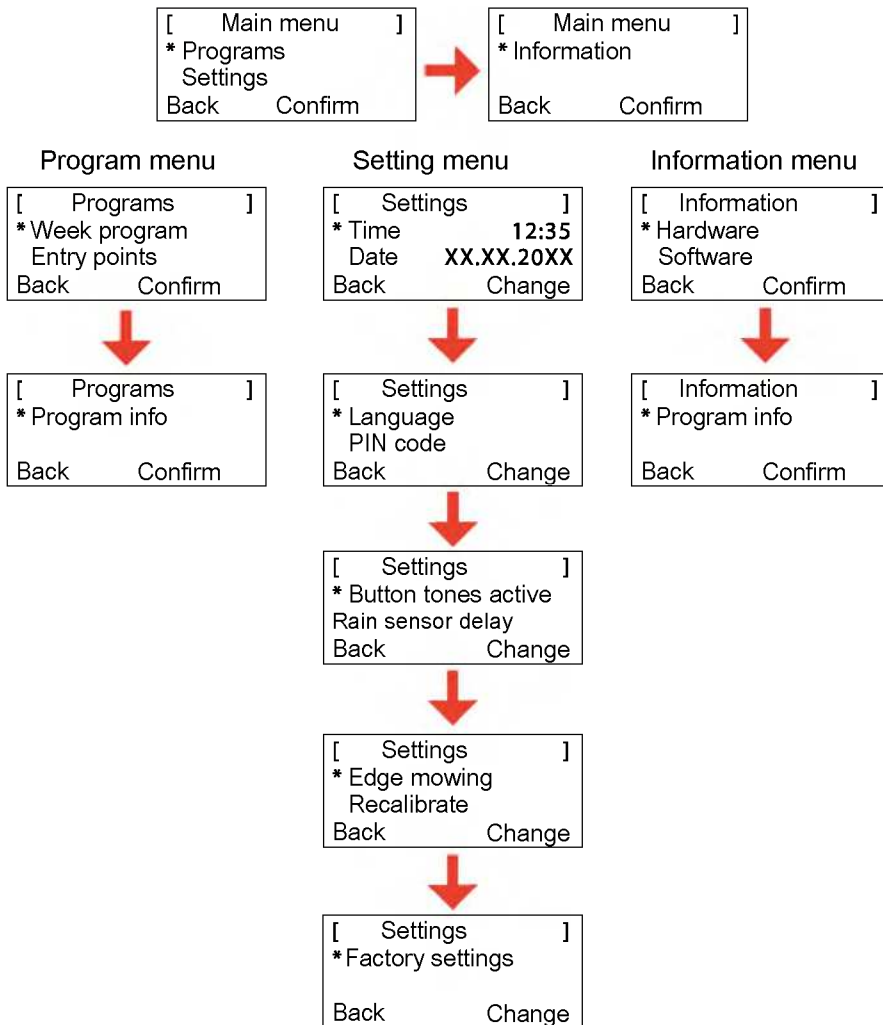 [ Main menu ]
* Programs
Settings
Back Confirm
[ Main menu ]
* Information
Back Confirm
Program menu
[ Programs ]
* Week program
Entry points
Back Confirm
[ Programs ]
* Program info
Back Confirm
Setting menu
[ Settings ]
* Time 12:35
Date XX.XX.20XX
Back Change
[ Settings ]
* Language
PIN code
Back Change
[ Settings ]
* Button tones active
Rain sensor delay
Back Change
[ Settings ]
* Edge mowing
Recalibrate
Back Change
[ Settings ]
* Factory settings
Back Change
Information menu
[ Information ]
* Hardware
Software
Back Confirm
[ Information ]
* Program info
Back Confirm